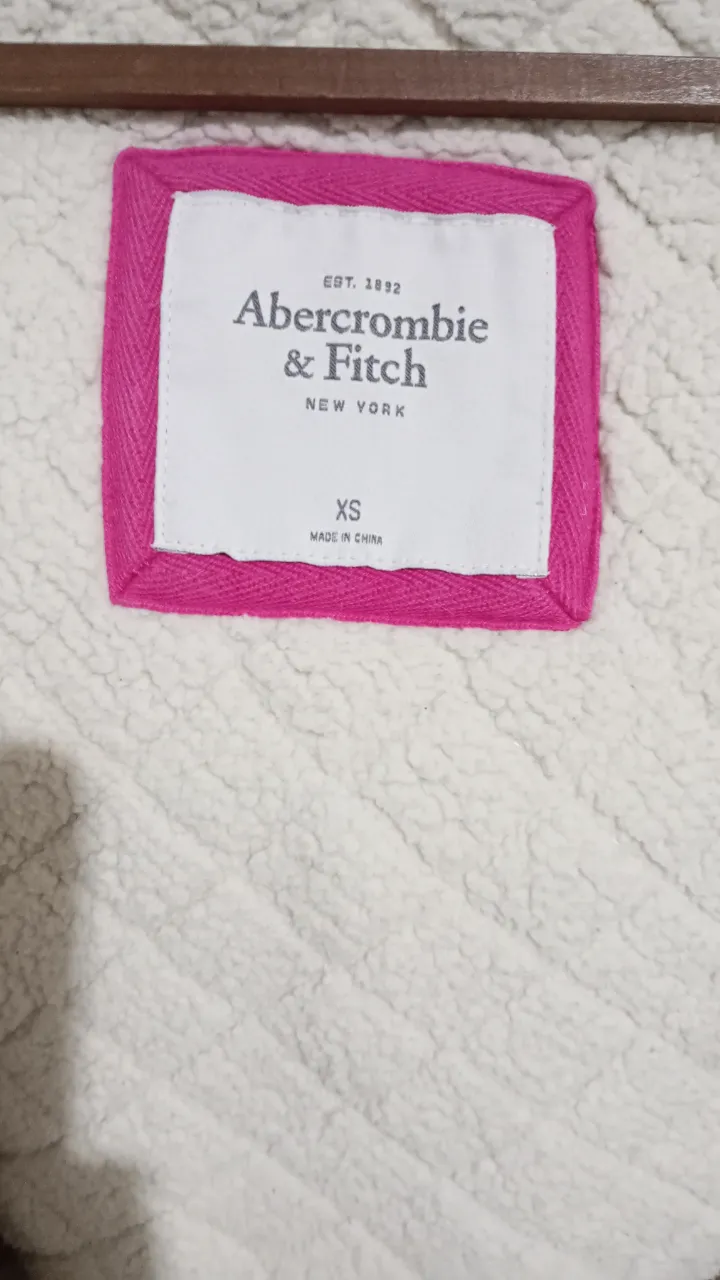 EST. 1892
Abercrombie
& Fitch
NEW YORK
XS
MADE IN CHINA